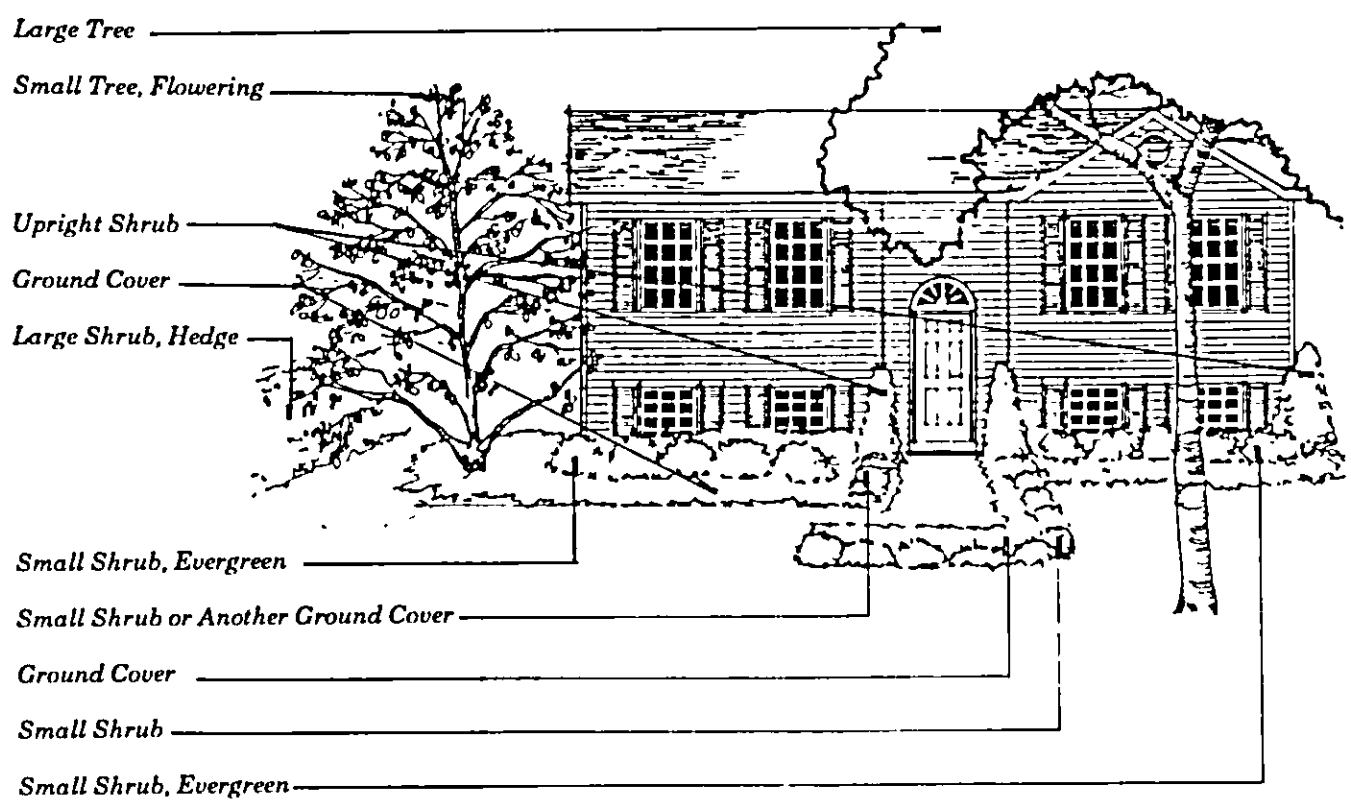 Large Tree
Small Tree, Flowering
Upright Shrub
Ground Cover
Large Shrub, Hedge
Small Shrub, Evergreen
Small Shrub or Another Ground Cover
Ground Cover
Small Shrub
Small Shrub, Evergreen